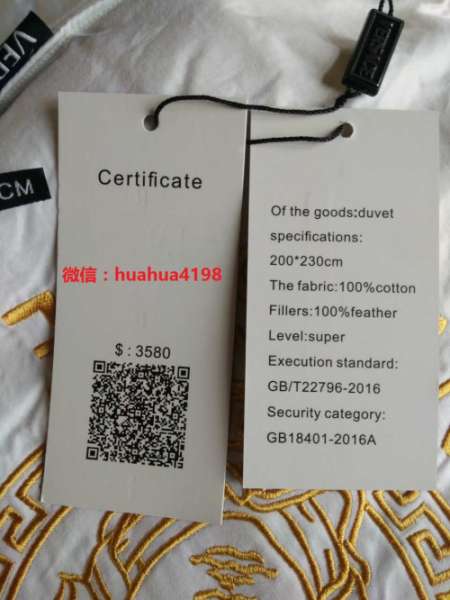 VER
CM
Certificate
微信：huahua4198
$ : 3580
Of the goods:duvet
specifications:
200*230cm
The fabric:100%cotton
Fillers:100%feather
Level:super
Execution standard:
GB/T22796-2016
Security category:
GB18401-2016A